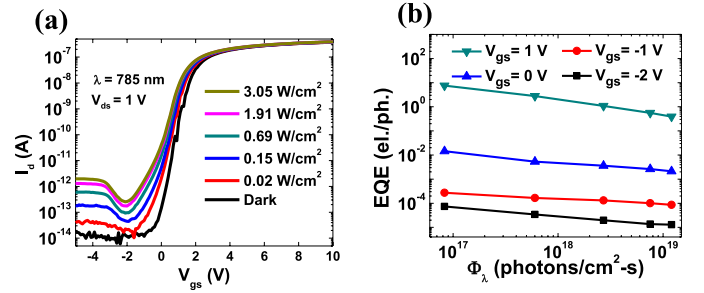 (a)
I_d (A)
10⁻⁷
10⁻⁸
10⁻⁹
10⁻¹⁰
10⁻¹¹
10⁻¹²
10⁻¹³
10⁻¹⁴
λ = 785 nm
V_ds = 1 V
3.05 W/cm²
1.91 W/cm²
0.69 W/cm²
0.15 W/cm²
0.02 W/cm²
Dark
-4 -2 0 2 4 6 8 10
V_gs (V)
(b)
EQE (el./ph.)
10²
10⁰
10⁻²
10⁻⁴
V_gs= 1 V V_gs= -1 V
V_gs= 0 V V_gs= -2 V
10¹⁷ 10¹⁸ 10¹⁹
Φ_λ (photons/cm²-s)